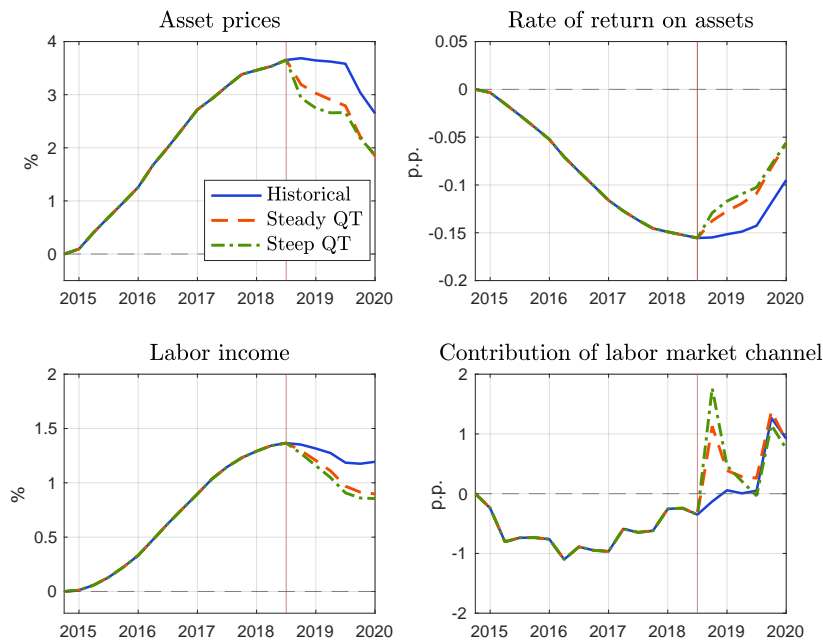 Asset prices
%
4
3
2
1
0
2015 2016 2017 2018 2019 2020
Historical
Steady QT
Steep QT
Rate of return on assets
p.p.
0.05
0
-0.05
-0.1
-0.15
-0.2
2015 2016 2017 2018 2019 2020
Labor income
%
2
1.5
1
0.5
0
2015 2016 2017 2018 2019 2020
Contribution of labor market channel
p.p.
2
1
0
-1
-2
2015 2016 2017 2018 2019 2020